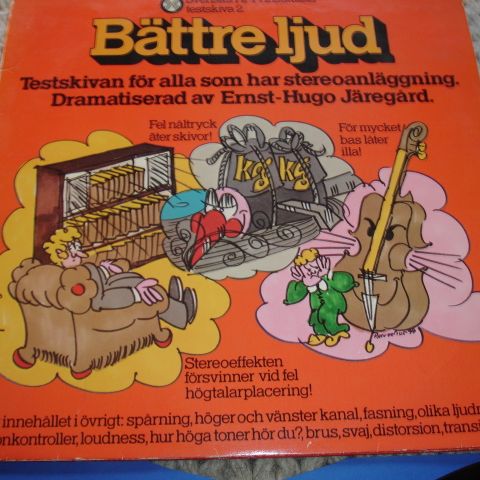 testskiva 2
Bättre ljud
Testskivan för alla som har stereoanläggning.
Dramatiserad av Ernst-Hugo Järegård.
Fel nåltryck
äter skivor!
För mycket
bas låter
illa!
kg kg
Stereoeffekten
försvinner vid fel
högtalarplacering!
innehållet i övrigt: spårning, höger och vänster kanal, fasning, olika ljudn
onkontroller, loudness, hur höga toner hör du?, brus, svaj, distorsion, transi